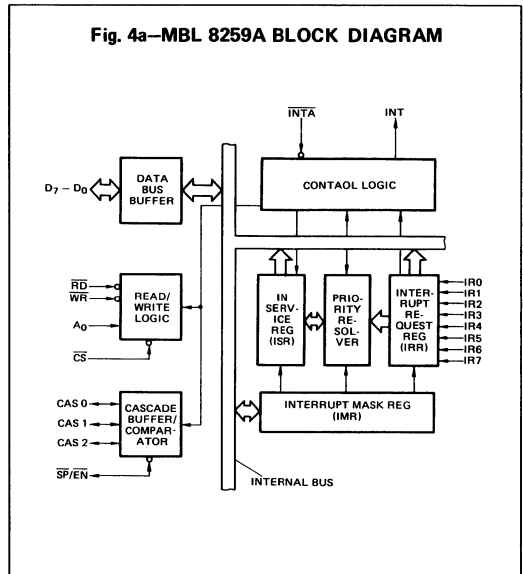 Fig. 4a—MBL 8259A BLOCK DIAGRAM
INTA
INT
DATA
BUS
BUFFER
D7 – D0
CONTAOL LOGIC
RD
WR
A0
CS
READ/
WRITE
LOGIC
IN
SERV-
ICE
REG
(ISR)
PRIO-
RITY
RE-
SOL-
VER
INTER-
RUPT
RE-
QUEST
REG
(IRR)
IR0
IR1
IR2
IR3
IR4
IR5
IR6
IR7
CAS 0
CAS 1
CAS 2
SP/EN
CASCADE
BUFFER/
COMPAR-
ATOR
INTERRUPT MASK REG
(IMR)
INTERNAL BUS